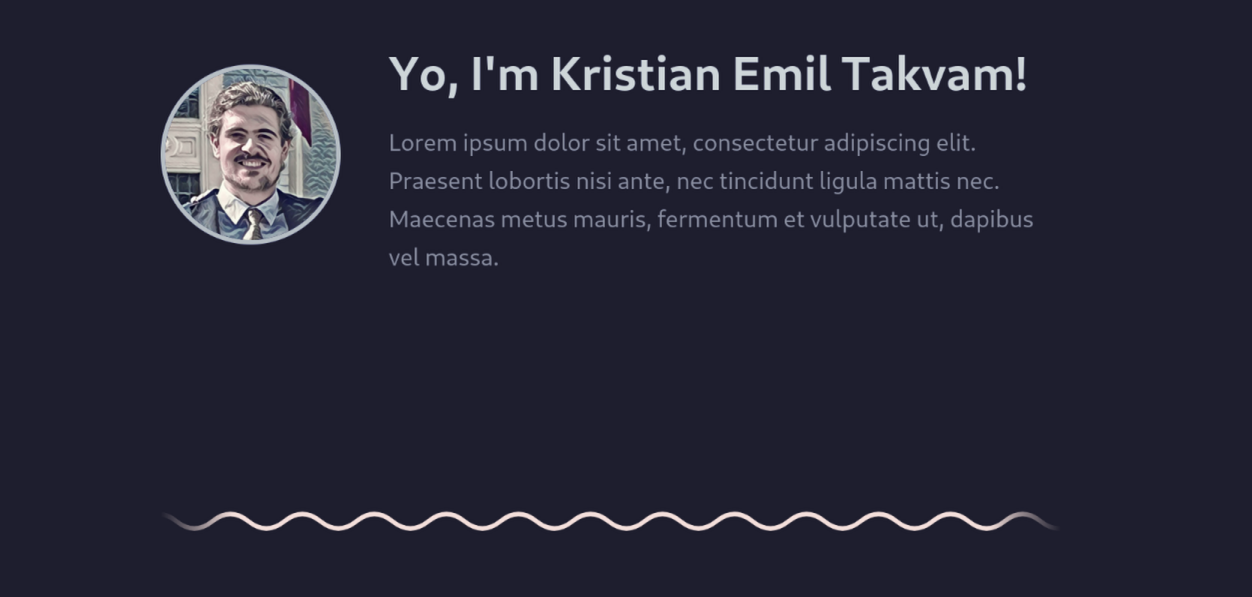 Yo, I'm Kristian Emil Takvam!
Lorem ipsum dolor sit amet, consectetur adipiscing elit.
Praesent lobortis nisi ante, nec tincidunt ligula mattis nec.
Maecenas metus mauris, fermentum et vulputate ut, dapibus
vel massa.